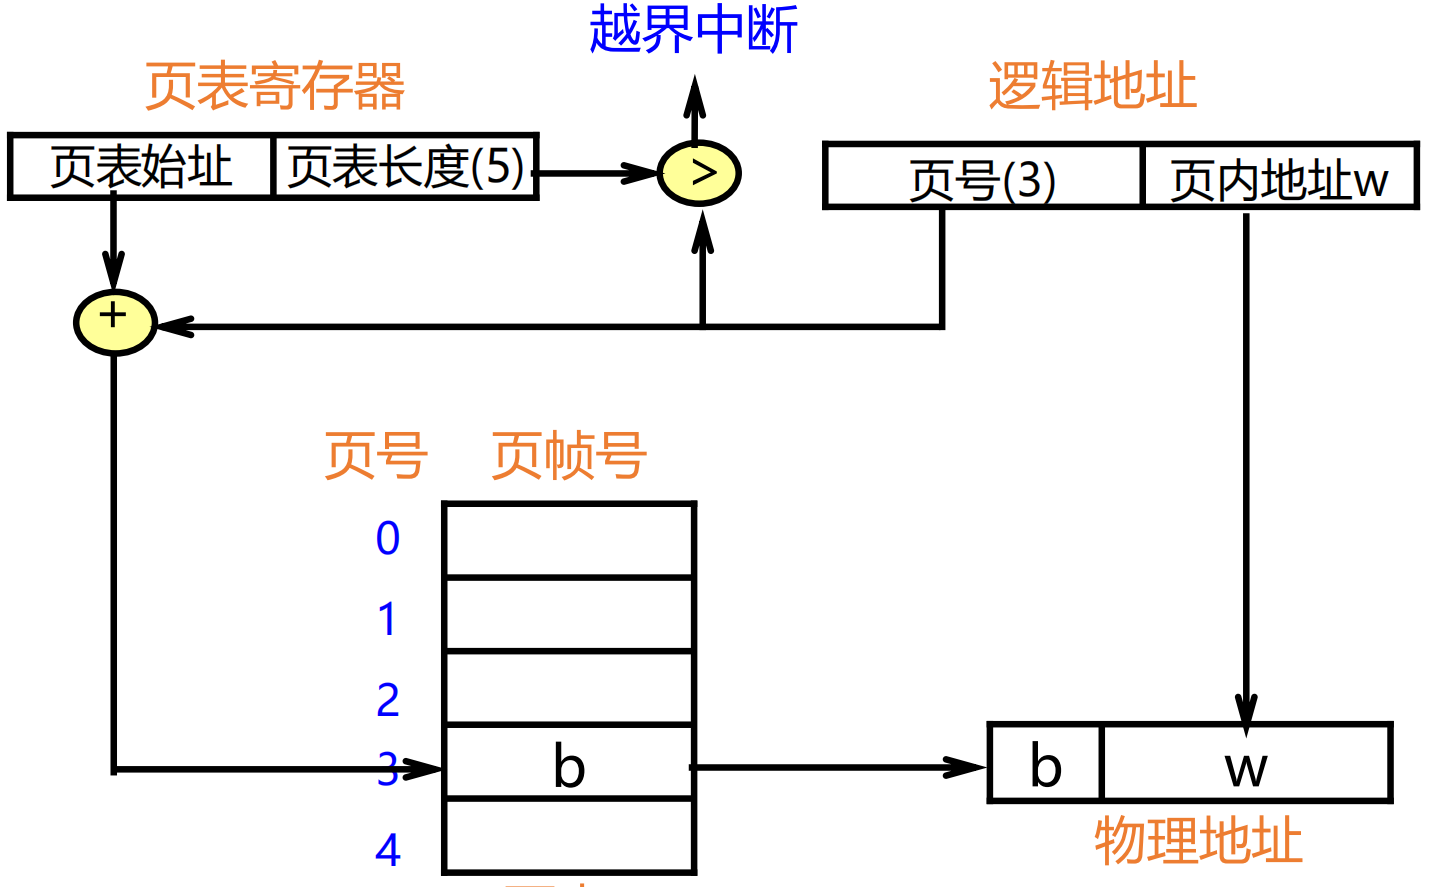 越界中断
页表寄存器
逻辑地址
页表始址 页表长度(5)
>
页号(3) 页内地址w
+
页号 页帧号
0
1
2
3 b
b w
物理地址
4